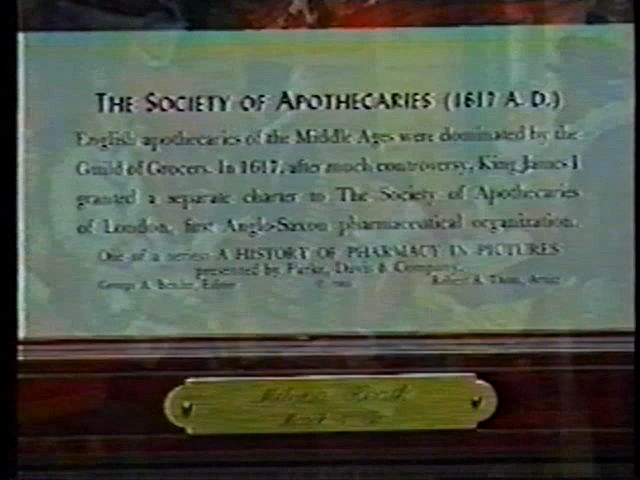 THE SOCIETY OF APOTHECARIES (1617 A. D.)
English apothecaries of the Middle Ages were dominated by the
Guild of Grocers. In 1617, after much controversy, King James I
granted a separate charter to The Society of Apothecaries
of London, first Anglo-Saxon pharmaceutical organization.
One of a series: A HISTORY OF PHARMACY IN PICTURES
presented by Parke, Davis & Company.
George A. Bender, Editor © Robert A. Thom, Artist